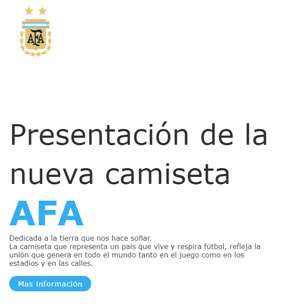 AFA
Presentación de la
nueva camiseta
AFA
Dedicada a la tierra que nos hace soñar.
La camiseta que representa un país que vive y respira fútbol, refleja la
unión que genera en todo el mundo tanto en el juego como en los
estadios y en las calles.
Mas información